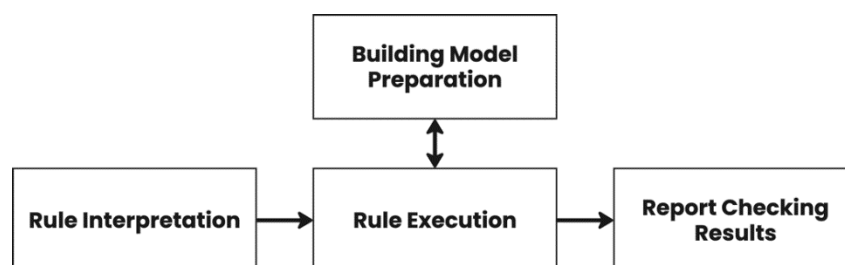 Building Model
Preparation
Rule Interpretation
Rule Execution
Report Checking
Results